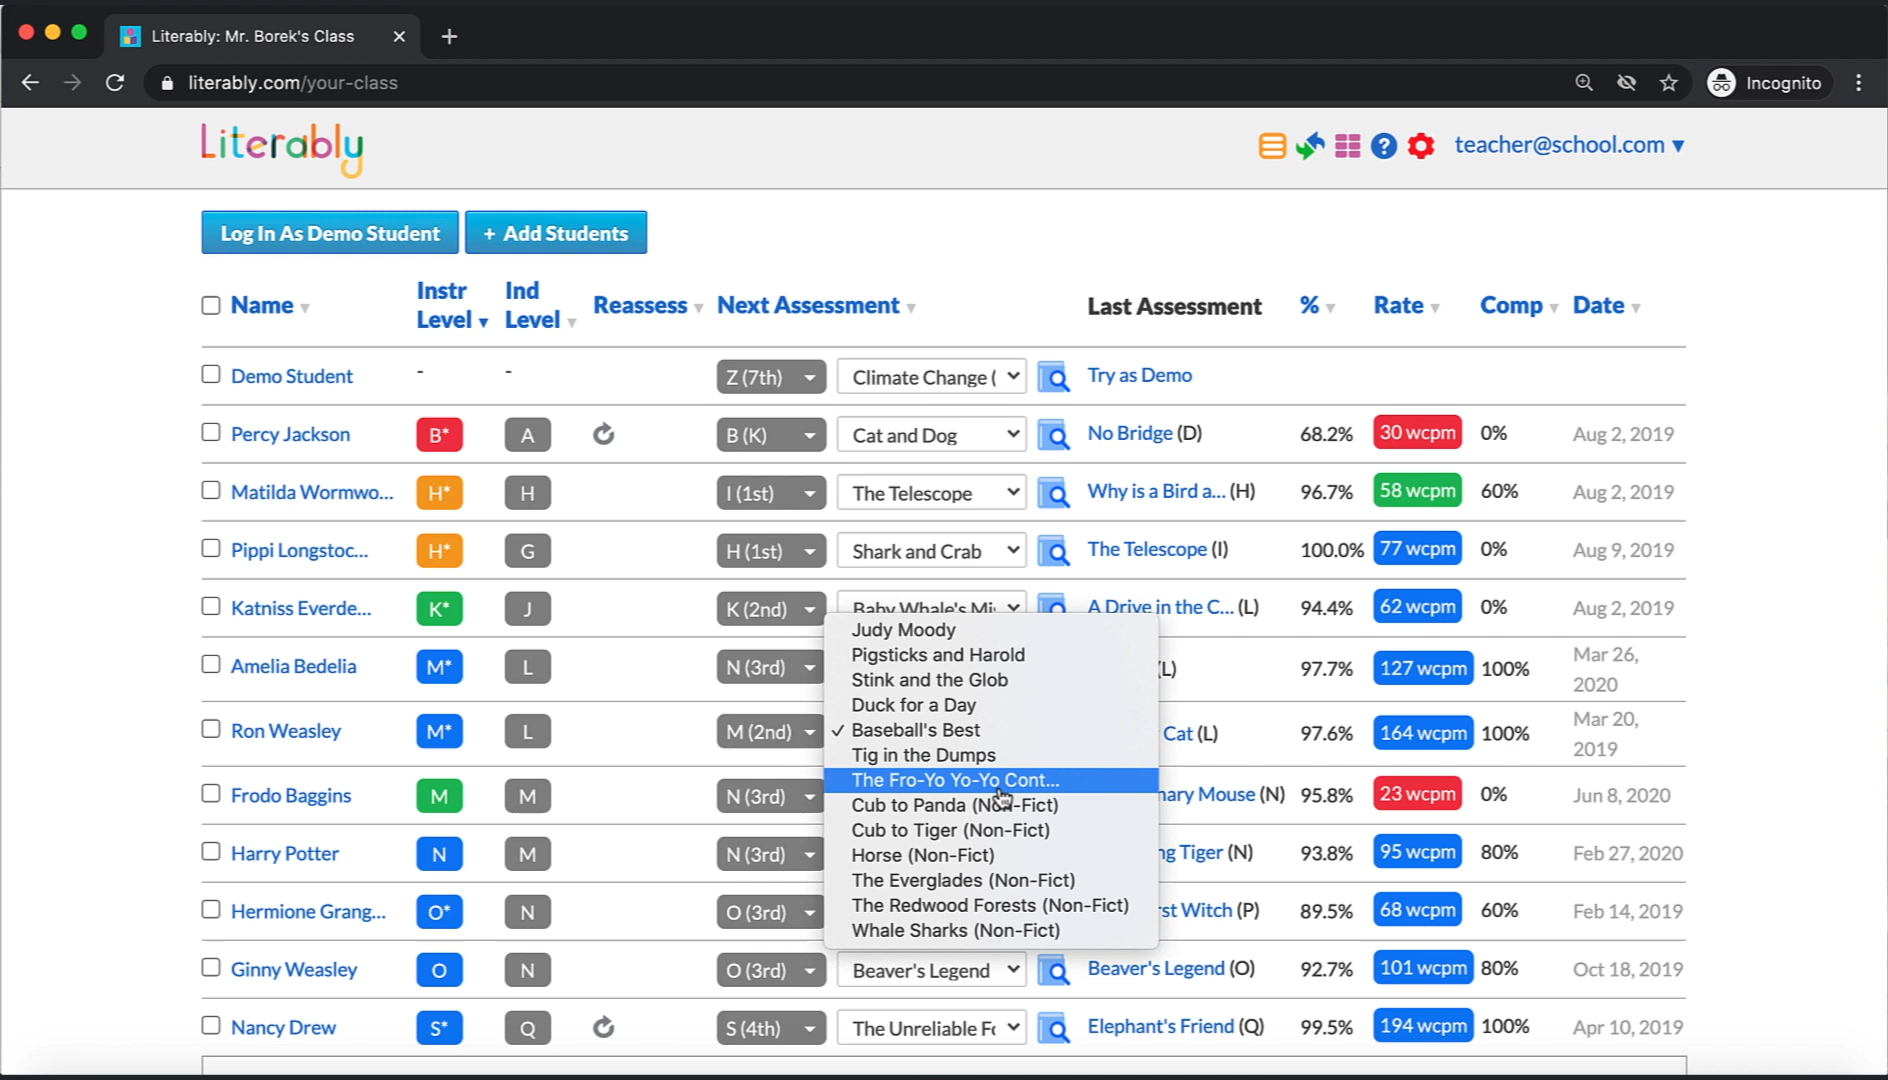 Literably: Mr. Borek's Class
literably.com/your-class
Incognito
Literably
teacher@school.com ▼
Log In As Demo Student
+ Add Students
Name Instr Level Ind Level Reassess Next Assessment Last Assessment % Rate Comp Date
Demo Student - - Z (7th) Climate Change ( Try as Demo
Percy Jackson B* A B (K) Cat and Dog No Bridge (D) 68.2% 30 wcpm 0% Aug 2, 2019
Matilda Wormwo... H* H I (1st) The Telescope Why is a Bird a... (H) 96.7% 58 wcpm 60% Aug 2, 2019
Pippi Longstoc... H* G H (1st) Shark and Crab The Telescope (I) 100.0% 77 wcpm 0% Aug 9, 2019
Katniss Everde... K* J K (2nd) Baby Whale's Mi A Drive in the C... (L) 94.4% 62 wcpm 0% Aug 2, 2019
Amelia Bedelia M* L N (3rd) (L) 97.7% 127 wcpm 100% Mar 26, 2020
Ron Weasley M* L M (2nd) Cat (L) 97.6% 164 wcpm 100% Mar 20, 2019
Frodo Baggins M M N (3rd) nary Mouse (N) 95.8% 23 wcpm 0% Jun 8, 2020
Harry Potter N M N (3rd) ng Tiger (N) 93.8% 95 wcpm 80% Feb 27, 2020
Hermione Grang... O* N O (3rd) rst Witch (P) 89.5% 68 wcpm 60% Feb 14, 2019
Ginny Weasley O N O (3rd) Beaver's Legend Beaver's Legend (O) 92.7% 101 wcpm 80% Oct 18, 2019
Nancy Drew S* Q S (4th) The Unreliable Fo Elephant's Friend (Q) 99.5% 194 wcpm 100% Apr 10, 2019
Judy Moody
Pigsticks and Harold
Stink and the Glob
Duck for a Day
✓ Baseball's Best
Tig in the Dumps
The Fro-Yo Yo-Yo Cont...
Cub to Panda (Non-Fict)
Cub to Tiger (Non-Fict)
Horse (Non-Fict)
The Everglades (Non-Fict)
The Redwood Forests (Non-Fict)
Whale Sharks (Non-Fict)